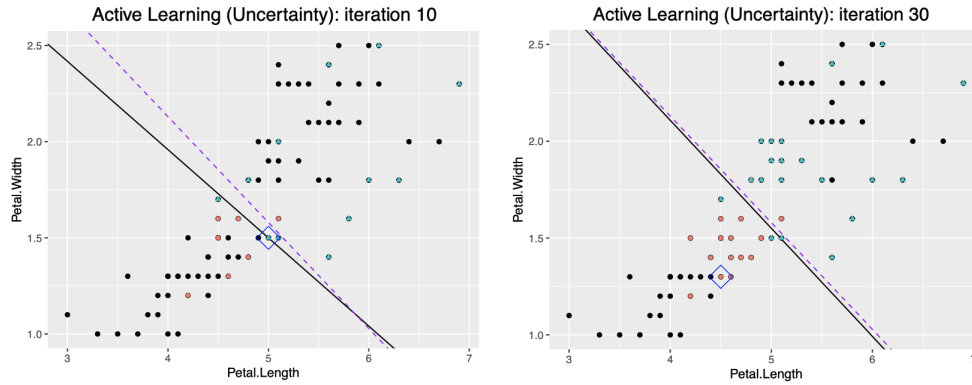 Active Learning (Uncertainty): iteration 10
2.5
2.0
1.5
1.0
Petal.Width
3 4 5 6 7
Petal.Length
Active Learning (Uncertainty): iteration 30
2.5
2.0
1.5
1.0
Petal.Width
3 4 5 6 7
Petal.Length